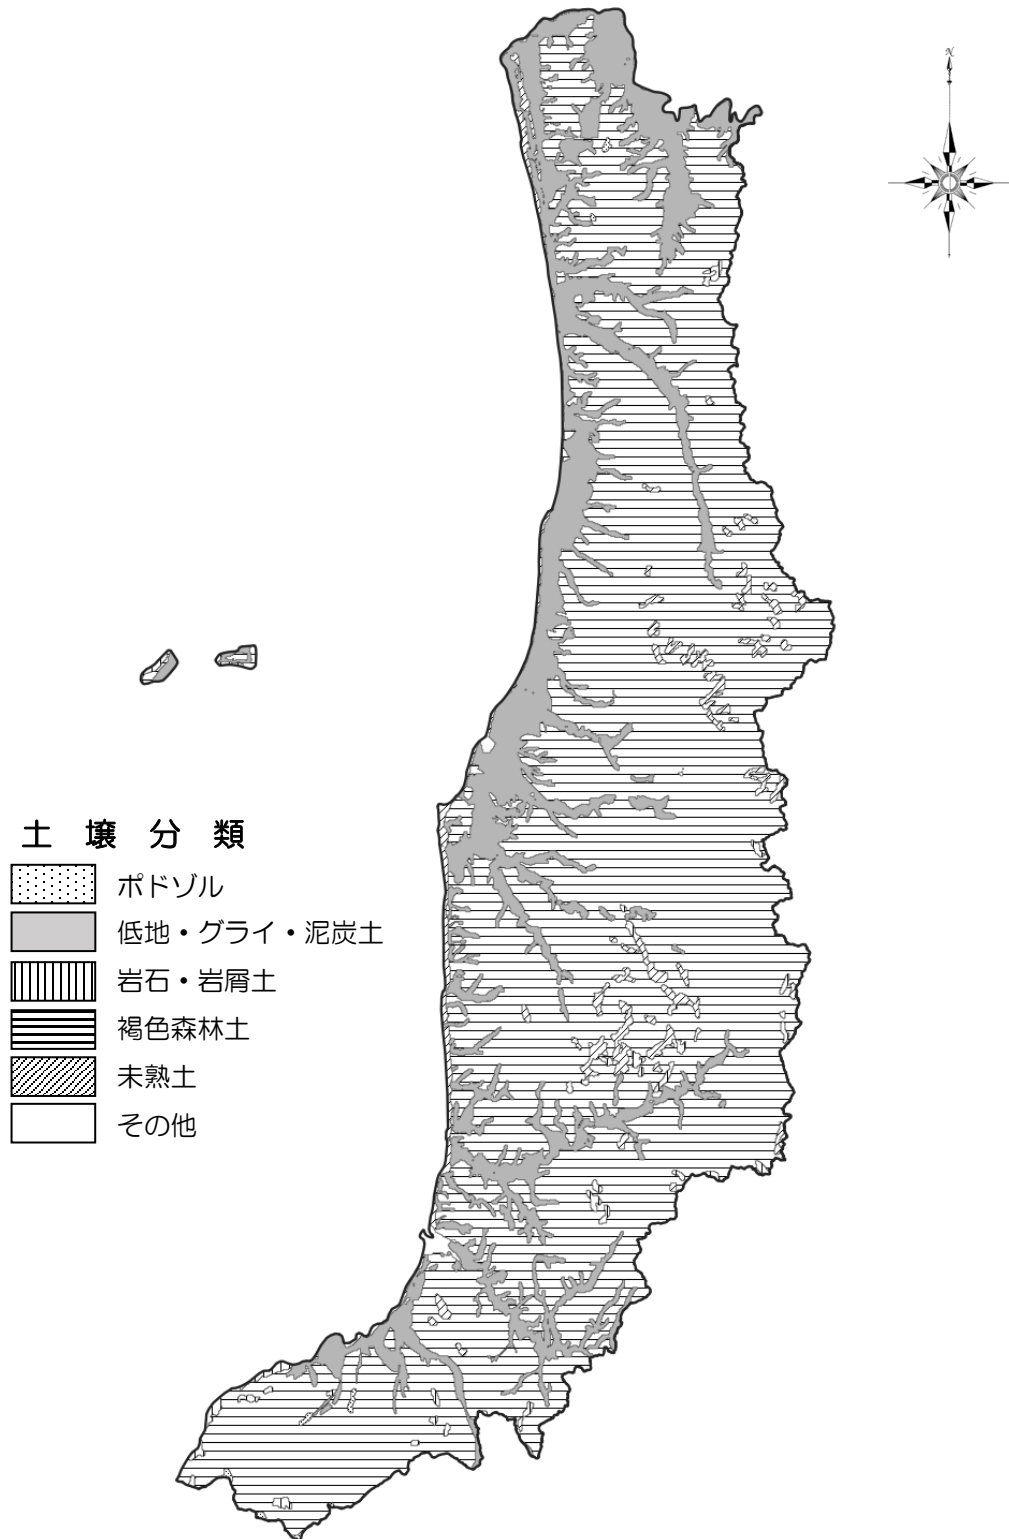 N
土壌分類
ポドゾル
低地・グライ・泥炭土
岩石・岩屑土
褐色森林土
未熟土
その他